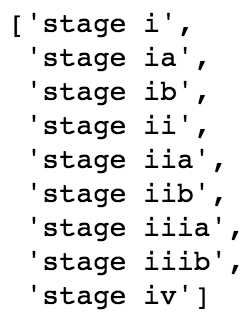 ['stage i',
'stage ia',
'stage ib',
'stage ii',
'stage iia',
'stage iib',
'stage iiia',
'stage iiib',
'stage iv']